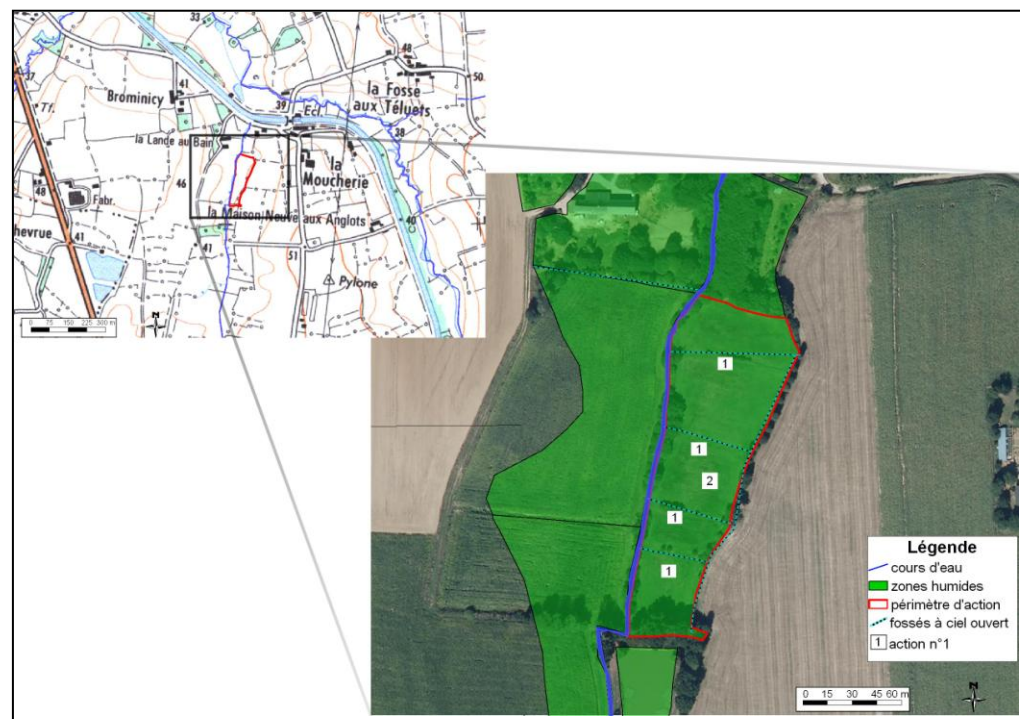 33
37
T.f.
Brominicy
41
39
Ecl.
48
50
la Fosse
aux Téluets
38
la Lande au Bain
46
la
Moucherie
48
Fabr.
la Maison Neuve aux Anglots
40
hevrue
41
41
51
Pylone
0 75 150 225 300 m
N
1
1
2
1
1
Légende
cours d'eau
zones humides
périmètre d'action
fossés à ciel ouvert
1 action n°1
0 15 30 45 60 m
N